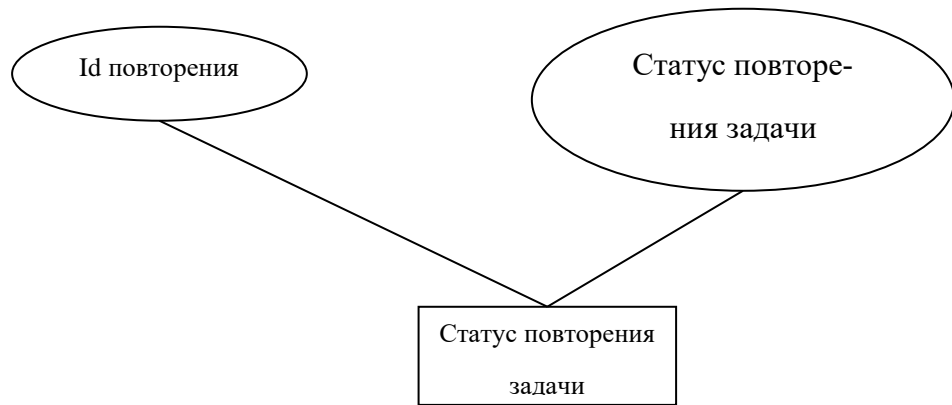 Id повторения
Статус повторе-
ния задачи
Статус повторения
задачи